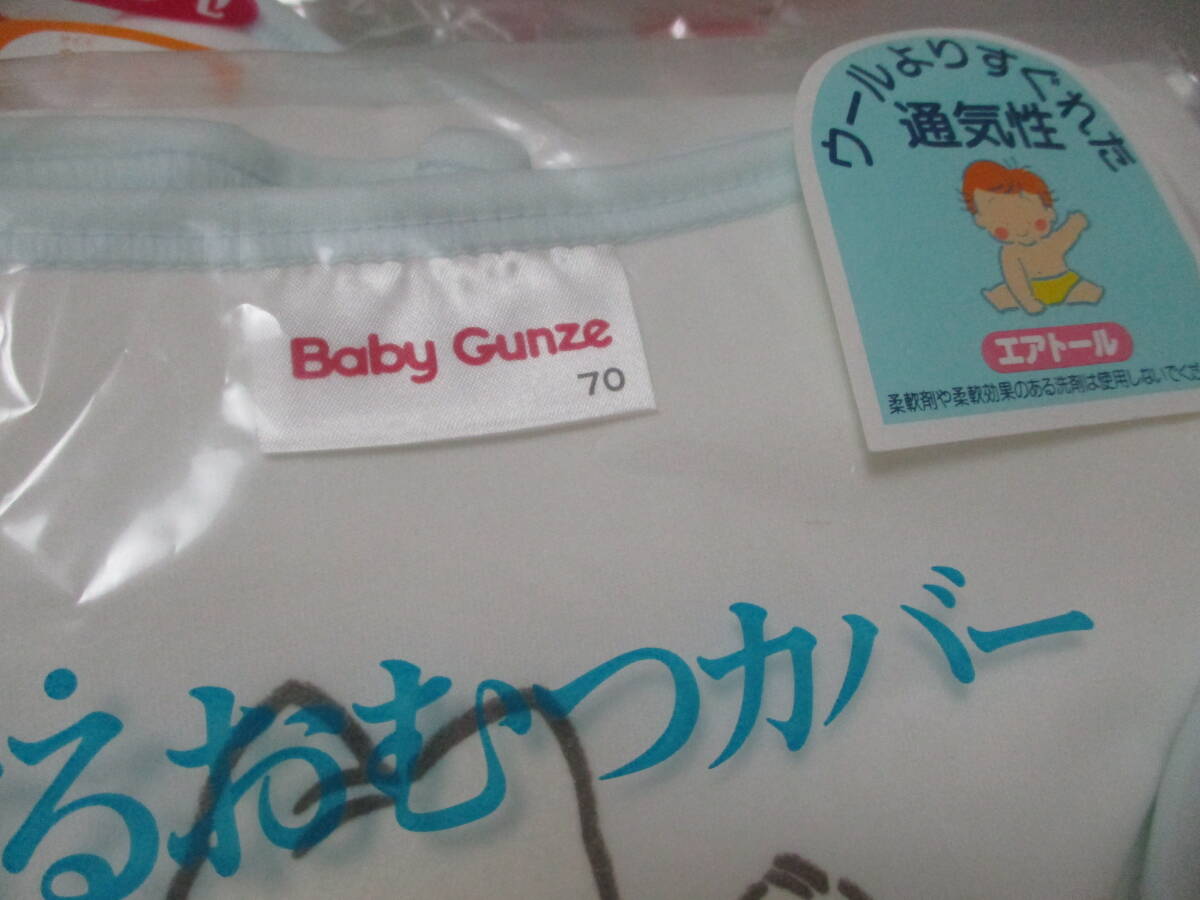 ウールよりすぐれた
通気性
エアトール
柔軟剤や柔軟効果のある洗剤は使用しないでくだ
Baby Gunze
70
えるおむつカバー